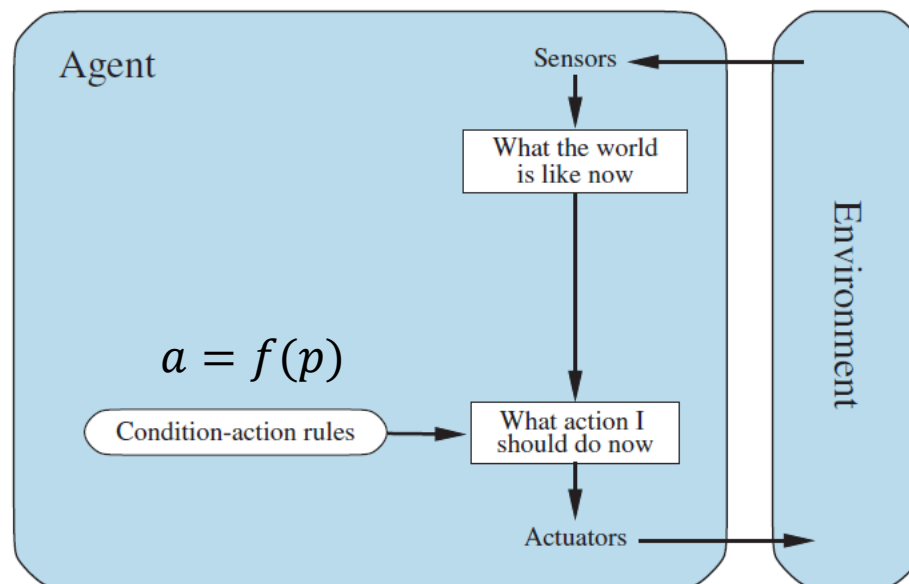 Agent
Sensors
What the world
is like now
Environment
a = f(p)
Condition-action rules
What action I
should do now
Actuators